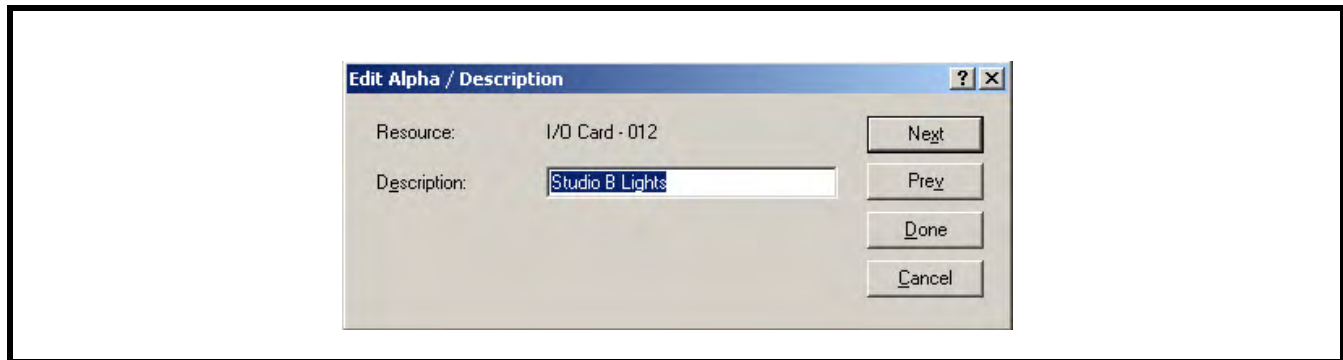 Edit Alpha / Description
Resource: I/O Card - 012
Description: Studio B Lights
Next
Prev
Done
Cancel